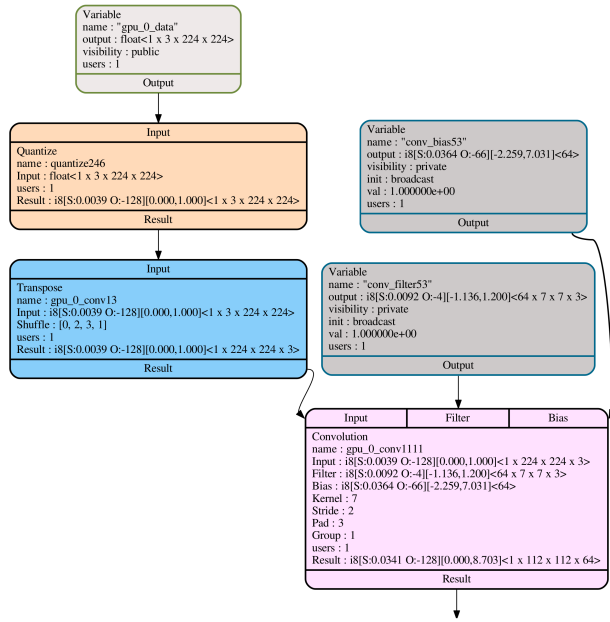 Variable
name : "gpu_0_data"
output : float<1 x 3 x 224 x 224>
visibility : public
users : 1
Output
Input
Quantize
name : quantize246
Input : float<1 x 3 x 224 x 224>
users : 1
Result : i8[S:0.0039 O:-128][0.000,1.000]<1 x 3 x 224 x 224>
Result
Variable
name : "conv_bias53"
output : i8[S:0.0364 O:-66][-2.259,7.031]<64>
visibility : private
init : broadcast
val : 1.000000e+00
users : 1
Output
Input
Transpose
name : gpu_0_conv13
Input : i8[S:0.0039 O:-128][0.000,1.000]<1 x 3 x 224 x 224>
Shuffle : [0, 2, 3, 1]
users : 1
Result : i8[S:0.0039 O:-128][0.000,1.000]<1 x 224 x 224 x 3>
Result
Variable
name : "conv_filter53"
output : i8[S:0.0092 O:-4][-1.136,1.200]<64 x 7 x 7 x 3>
visibility : private
init : broadcast
val : 1.000000e+00
users : 1
Output
Input Filter Bias
Convolution
name : gpu_0_conv1111
Input : i8[S:0.0039 O:-128][0.000,1.000]<1 x 224 x 224 x 3>
Filter : i8[S:0.0092 O:-4][-1.136,1.200]<64 x 7 x 7 x 3>
Bias : i8[S:0.0364 O:-66][-2.259,7.031]<64>
Kernel : 7
Stride : 2
Pad : 3
Group : 1
users : 1
Result : i8[S:0.0341 O:-128][0.000,8.703]<1 x 112 x 112 x 64>
Result